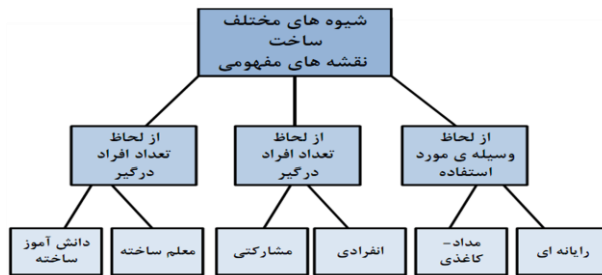 شیوه های مختلف
ساخت
نقشه های مفهومی
از لحاظ
وسیله ی مورد
استفاده
از لحاظ
تعداد افراد
درگیر
از لحاظ
تعداد افراد
درگیر
رایانه ای
مداد-
کاغذی
انفرادی
مشارکتی
معلم ساخته
دانش آموز
ساخته